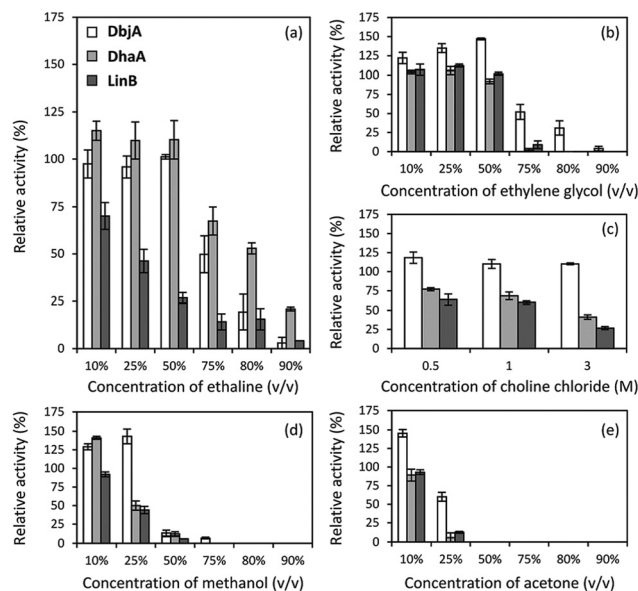 (a)
DbjA
DhaA
LinB
Relative activity (%)
175
150
125
100
75
50
25
0
10% 25% 50% 75% 80% 90%
Concentration of ethaline (v/v)
(b)
Relative activity (%)
175
150
125
100
75
50
25
0
10% 25% 50% 75% 80% 90%
Concentration of ethylene glycol (v/v)
(c)
Relative activity (%)
175
150
125
100
75
50
25
0
0.5 1 3
Concentration of choline chloride (M)
(d)
Relative activity (%)
175
150
125
100
75
50
25
0
10% 25% 50% 75% 80% 90%
Concentration of methanol (v/v)
(e)
Relative activity (%)
175
150
125
100
75
50
25
0
10% 25% 50% 75% 80% 90%
Concentration of acetone (v/v)